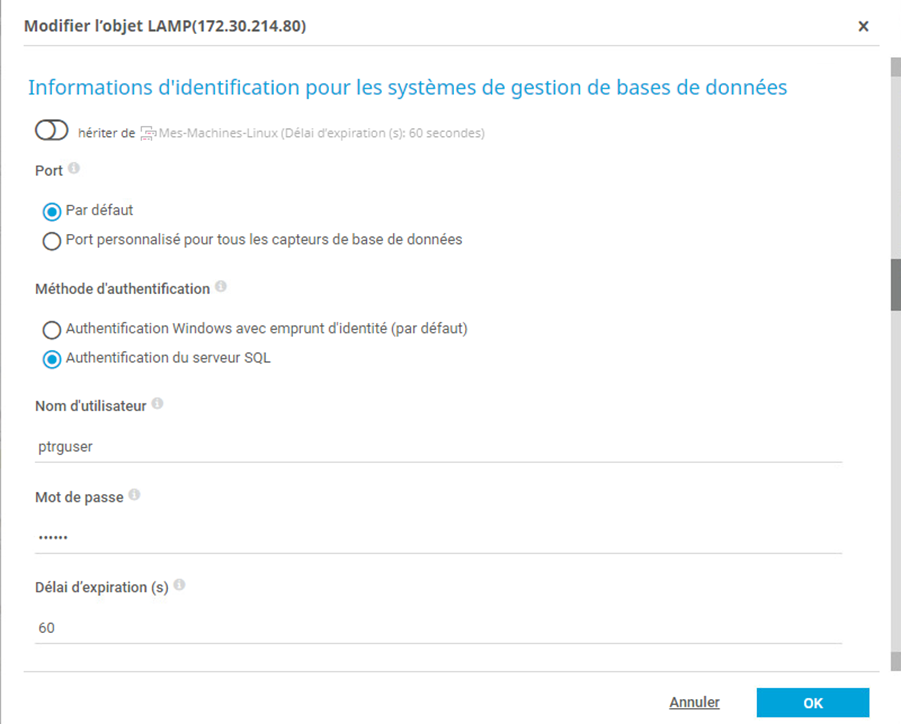 Modifier l'objet LAMP(172.30.214.80)
Informations d'identification pour les systèmes de gestion de bases de données
hériter de Mes-Machines-Linux (Délai d'expiration (s): 60 secondes)
Port
Par défaut
Port personnalisé pour tous les capteurs de base de données
Méthode d'authentification
Authentification Windows avec emprunt d'identité (par défaut)
Authentification du serveur SQL
Nom d'utilisateur
ptrguser
Mot de passe
••••••
Délai d'expiration (s)
60
Annuler OK